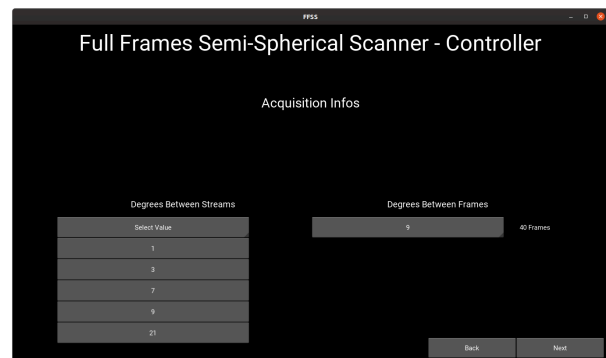 FFSS
Full Frames Semi-Spherical Scanner - Controller
Acquisition Infos
Degrees Between Streams
Degrees Between Frames
Select Value
9
40 Frames
1
3
7
9
21
Back
Next